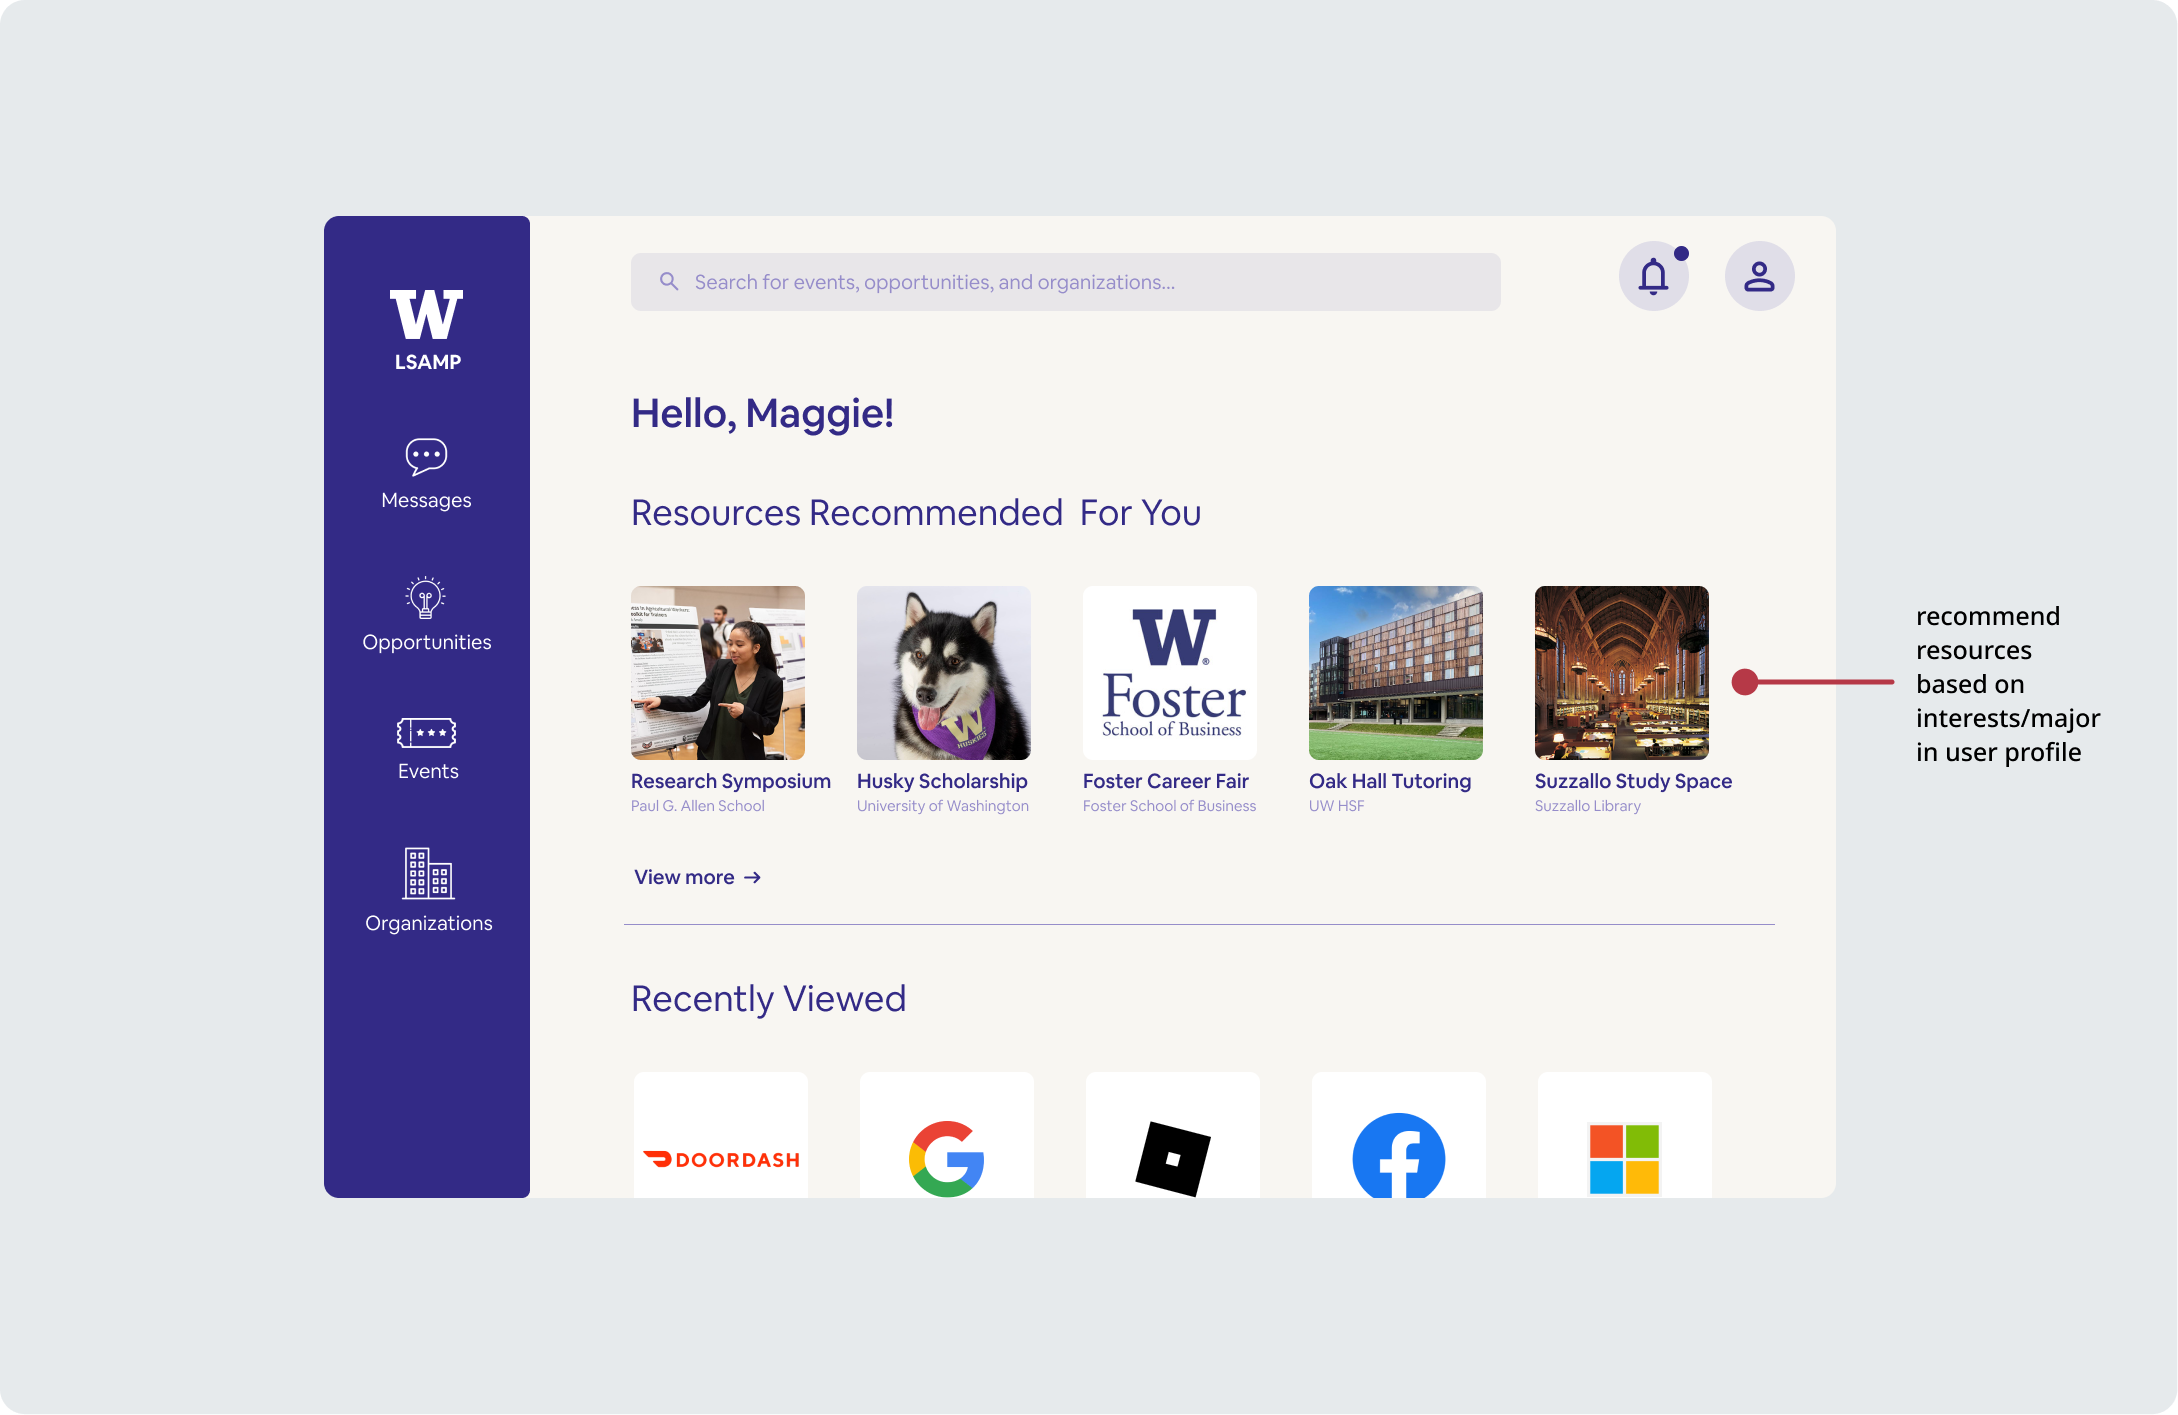 W
LSAMP
Messages
Opportunities
Events
Organizations
Search for events, opportunities, and organizations...
Hello, Maggie!
Resources Recommended For You
W
HUSKIES
W®
Foster
School of Business
Research Symposium
Paul G. Allen School
Husky Scholarship
University of Washington
Foster Career Fair
Foster School of Business
Oak Hall Tutoring
UW HSF
Suzzallo Study Space
Suzzallo Library
View more →
recommend
resources
based on
interests/major
in user profile
Recently Viewed
DOORDASH
G
f